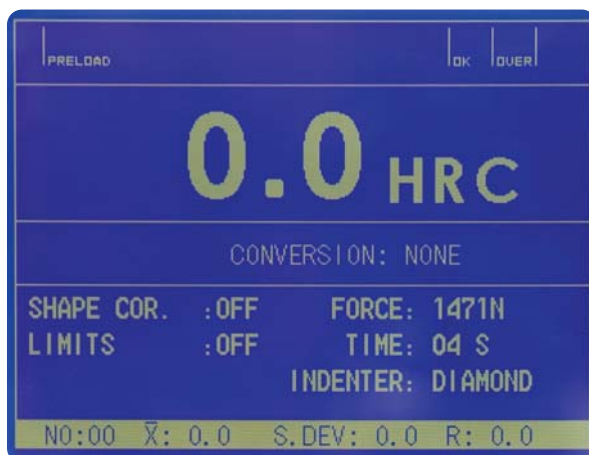 PRELOAD OK OVER
0.0 HRC
CONVERSION: NONE
SHAPE COR. :OFF FORCE: 1471N
LIMITS :OFF TIME: 04 S
INDENTER: DIAMOND
NO:00 X̅: 0.0 S.DEV: 0.0 R: 0.0